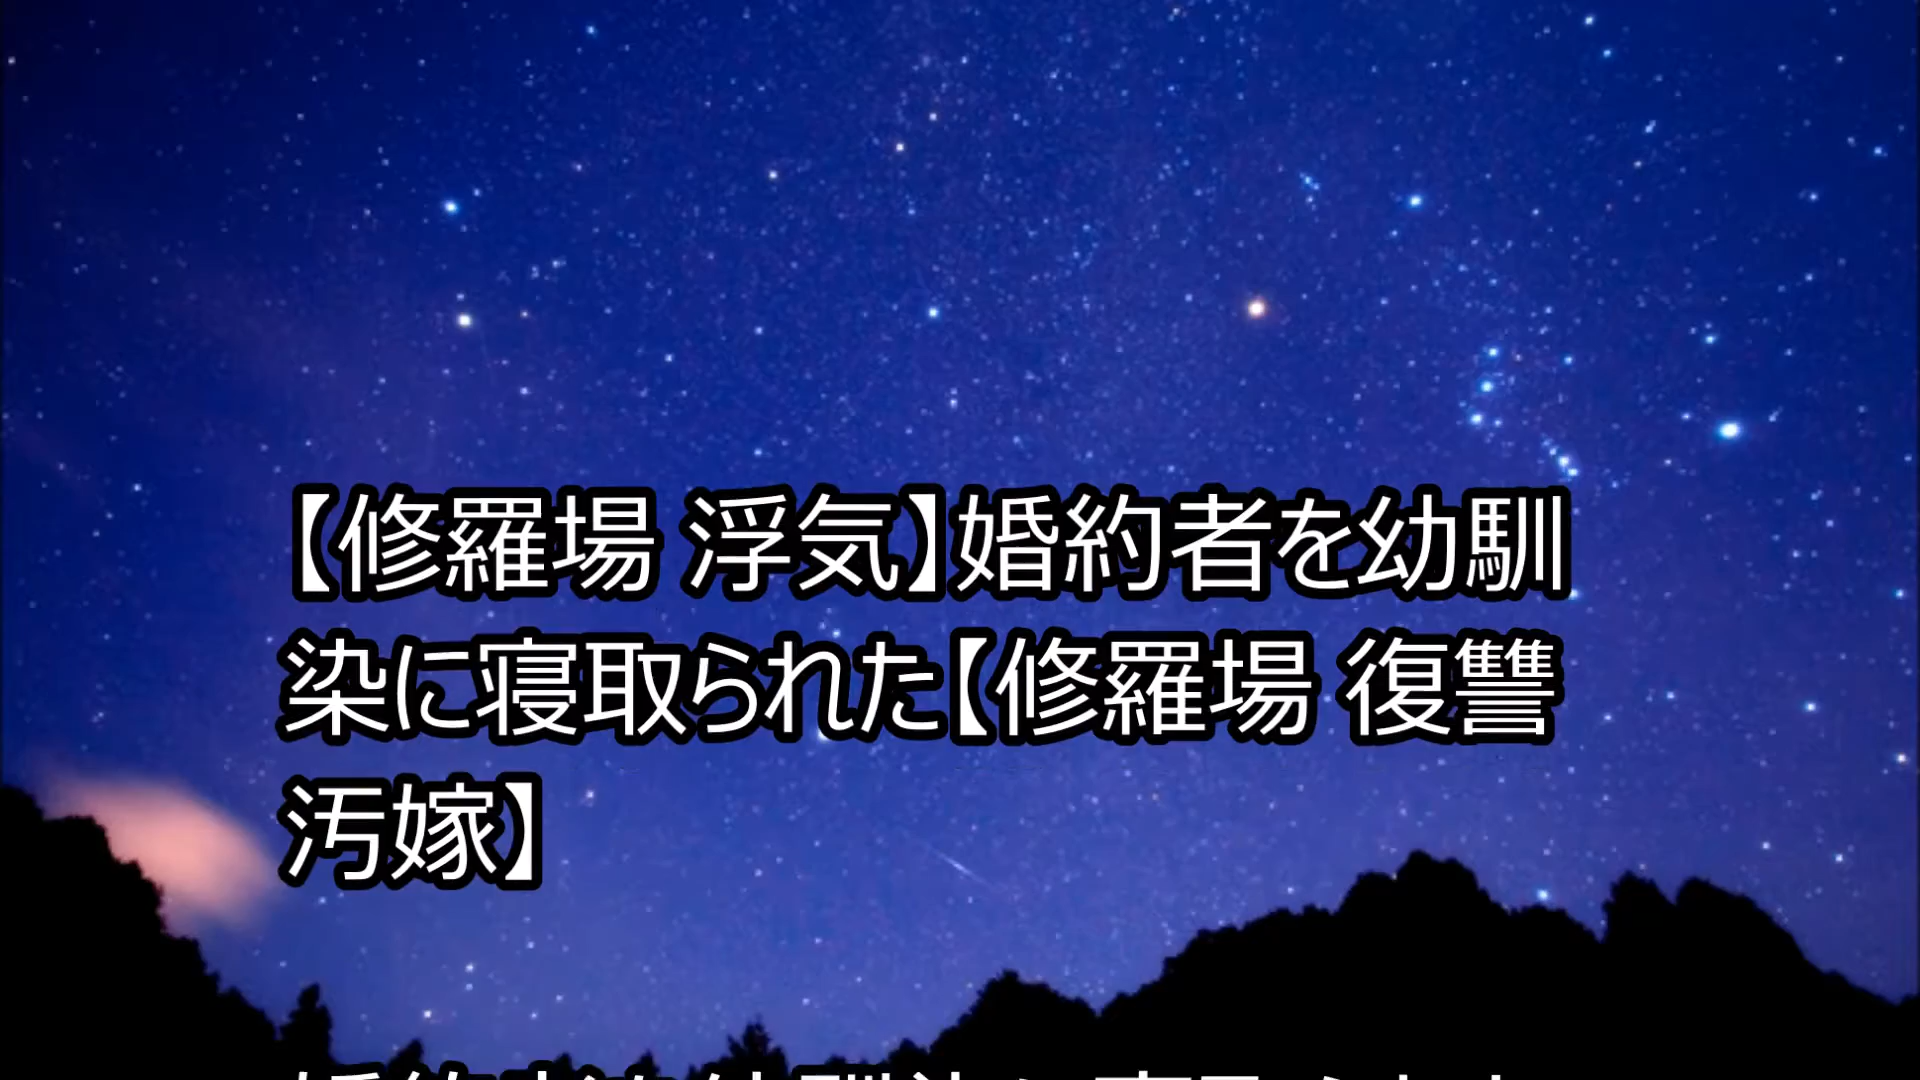 【修羅場 浮気】婚約者を幼馴
染に寝取られた【修羅場 復讐
汚嫁】